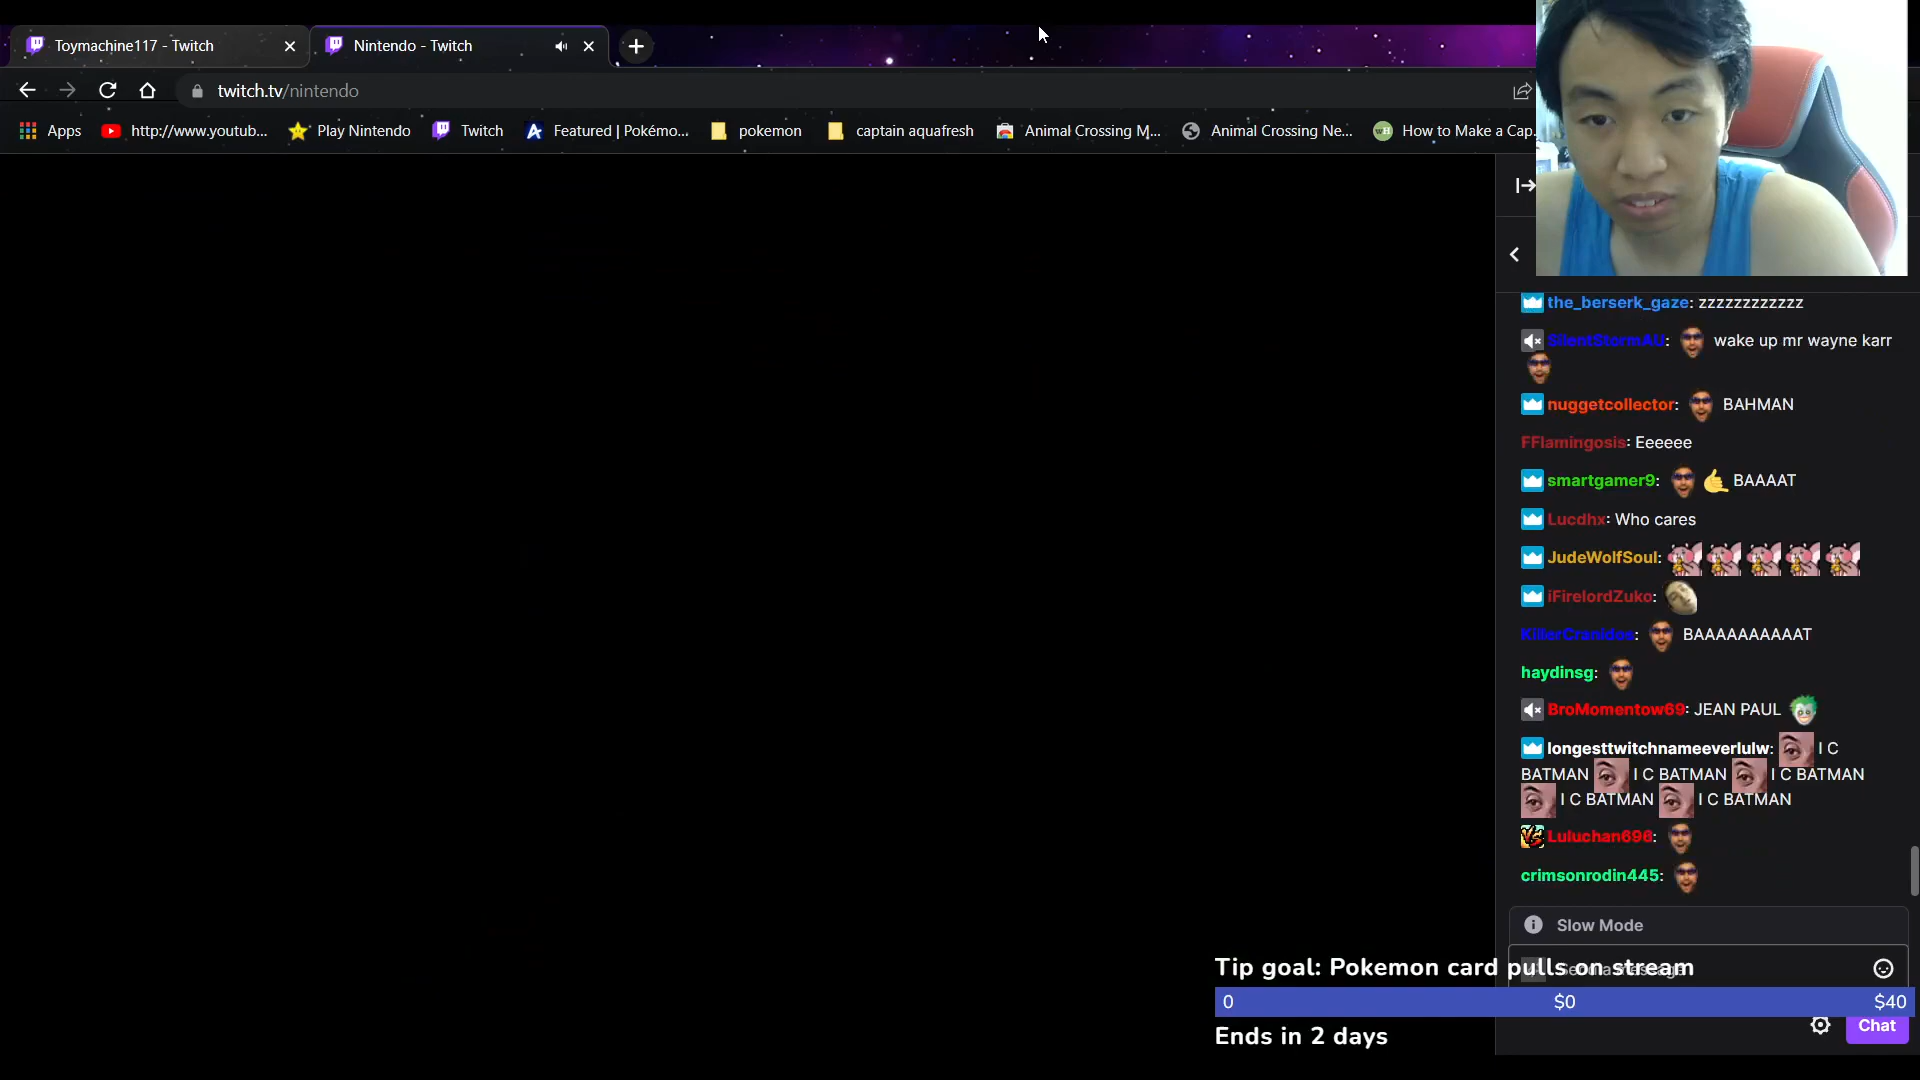 Toymachine117 - Twitch
Nintendo - Twitch
twitch.tv/nintendo
Apps
http://www.youtub...
Play Nintendo
Twitch
Featured | Pokémo...
pokemon
captain aquafresh
Animal Crossing M...
Animal Crossing Ne...
How to Make a Cap...
the_berserk_gaze: zzzzzzzzzzzz
SilentStormAU: wake up mr wayne karr
nuggetcollector: BAHMAN
FFlamingosis: Eeeeee
smartgamer9: BAAAAT
Lucdhx: Who cares
JudeWolfSoul:
iFirelordZuko:
KillerCranidos: BAAAAAAAAAAT
haydinsg:
BroMomentow69: JEAN PAUL
longesttwitchnameeverlulw: I C
BATMAN I C BATMAN I C BATMAN
I C BATMAN I C BATMAN
Luluchan696:
crimsonrodin445:
Slow Mode
Tip goal: Pokemon card pulls on stream
0 $0 $40
Ends in 2 days
Chat